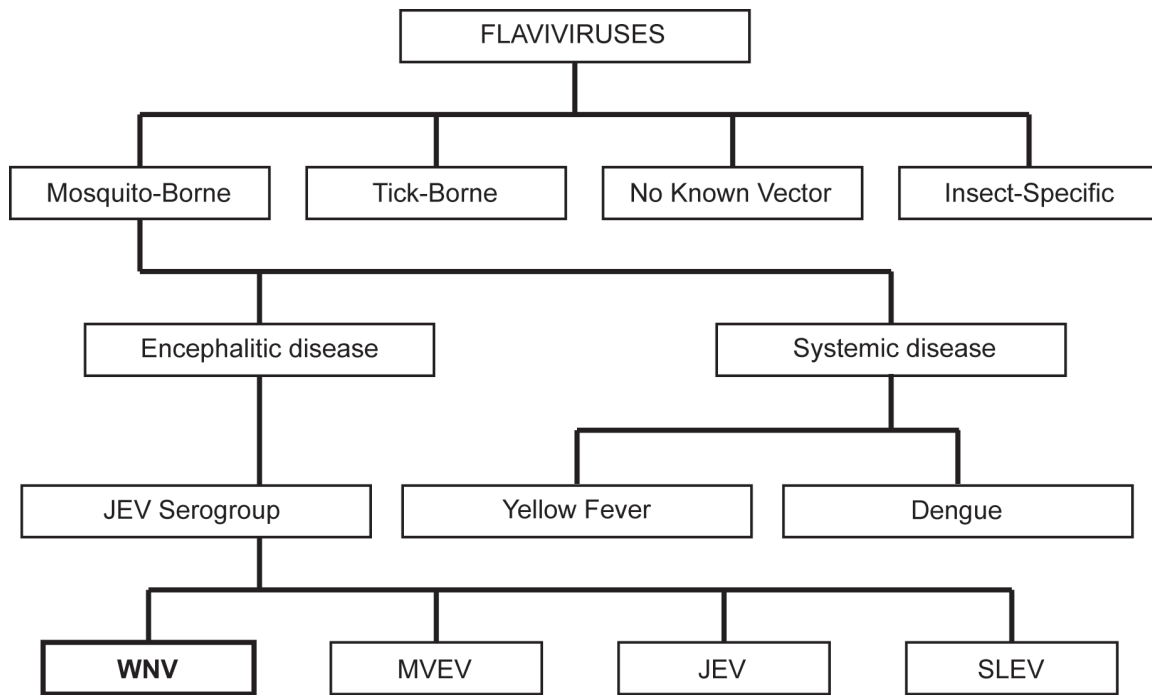 FLAVIVIRUSES
Mosquito-Borne
Tick-Borne
No Known Vector
Insect-Specific
Encephalitic disease
Systemic disease
JEV Serogroup
Yellow Fever
Dengue
WNV
MVEV
JEV
SLEV